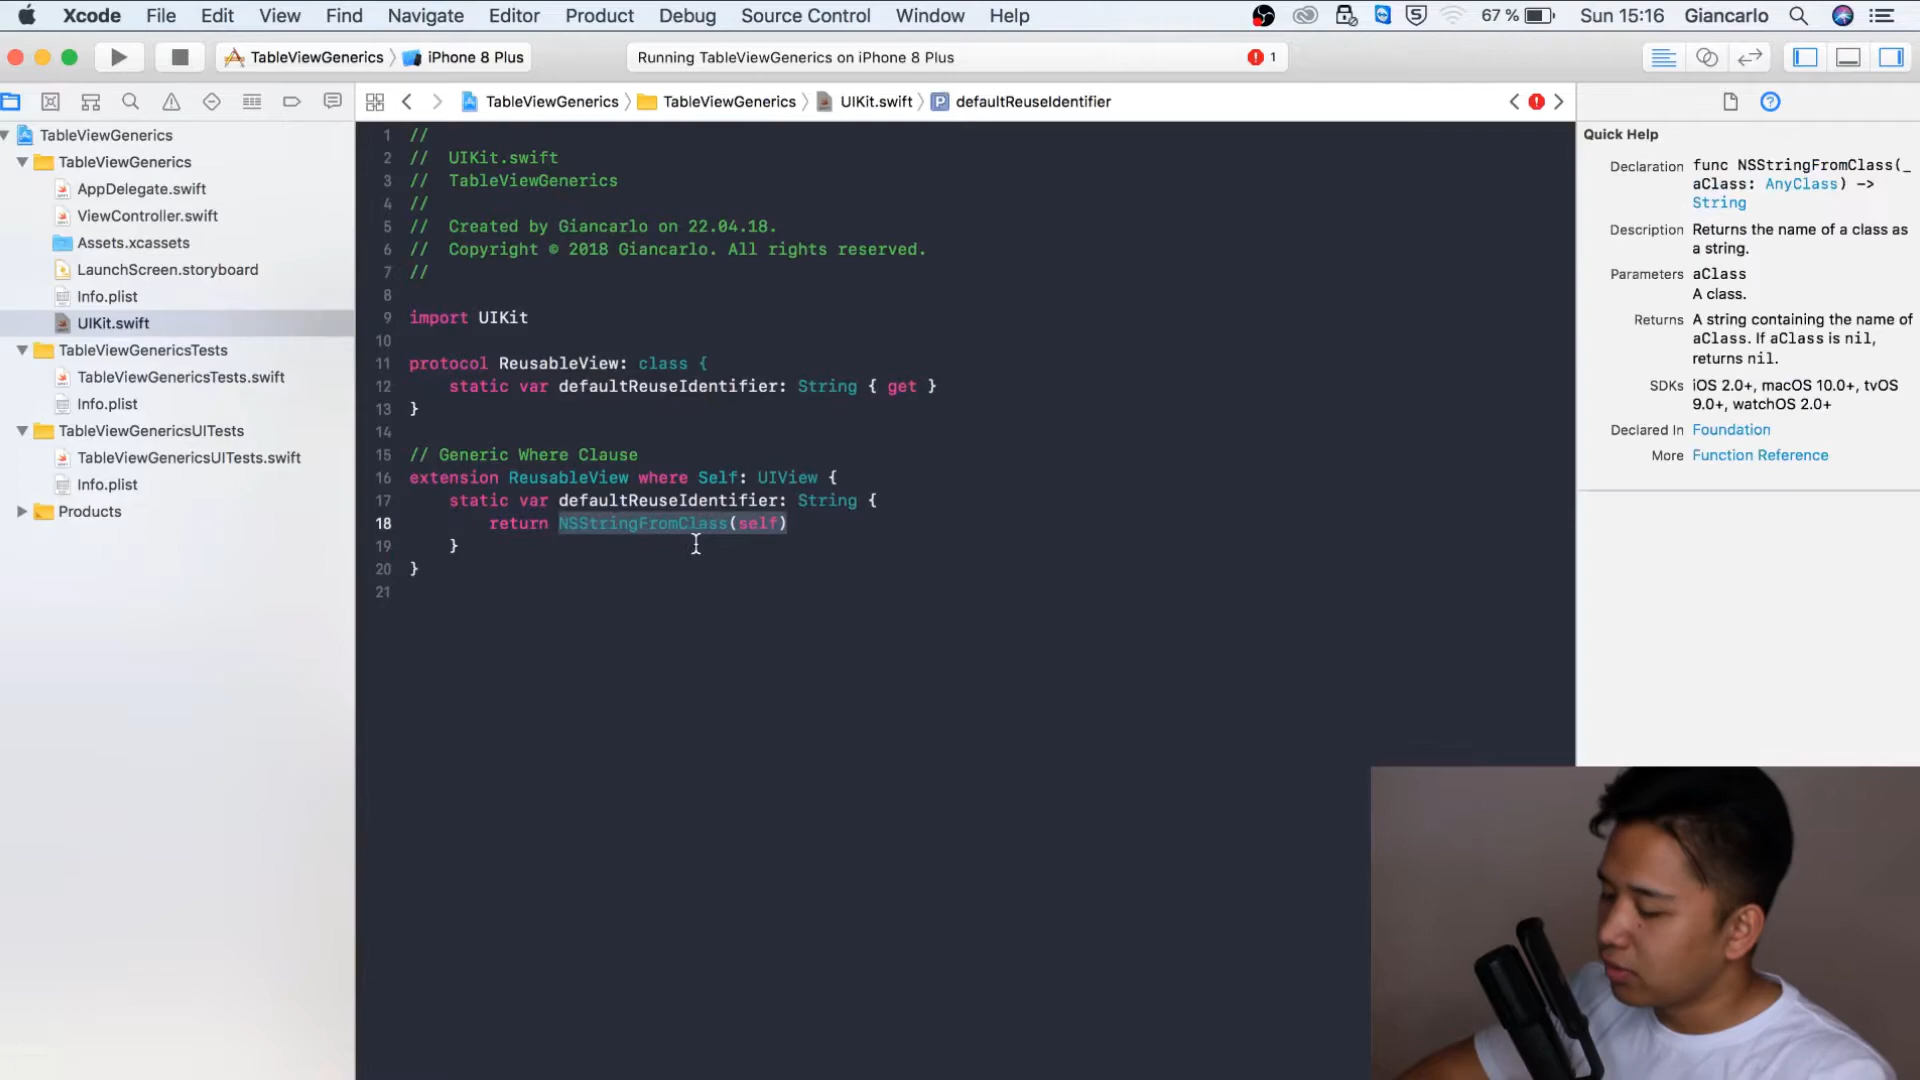 Xcode File Edit View Find Navigate Editor Product Debug Source Control Window Help 67 % Sun 15:16 Giancarlo
TableViewGenerics iPhone 8 Plus Running TableViewGenerics on iPhone 8 Plus 1
TableViewGenerics TableViewGenerics UIKit.swift P defaultReuseIdentifier
TableViewGenerics
TableViewGenerics
AppDelegate.swift
ViewController.swift
Assets.xcassets
LaunchScreen.storyboard
Info.plist
UIKit.swift
TableViewGenericsTests
TableViewGenericsTests.swift
Info.plist
TableViewGenericsUITests
TableViewGenericsUITests.swift
Info.plist
Products
1 //
2 // UIKit.swift
3 // TableViewGenerics
4 //
5 // Created by Giancarlo on 22.04.18.
6 // Copyright © 2018 Giancarlo. All rights reserved.
7 //
8
9 import UIKit
10
11 protocol ReusableView: class {
12 static var defaultReuseIdentifier: String { get }
13 }
14
15 // Generic Where Clause
16 extension ReusableView where Self: UIView {
17 static var defaultReuseIdentifier: String {
18 return NSStringFromClass(self)
19 }
20 }
21
Quick Help
Declaration func NSStringFromClass(_
aClass: AnyClass) ->
String
Description Returns the name of a class as
a string.
Parameters aClass
A class.
Returns A string containing the name of
aClass. If aClass is nil,
returns nil.
SDKs iOS 2.0+, macOS 10.0+, tvOS
9.0+, watchOS 2.0+
Declared In Foundation
More Function Reference